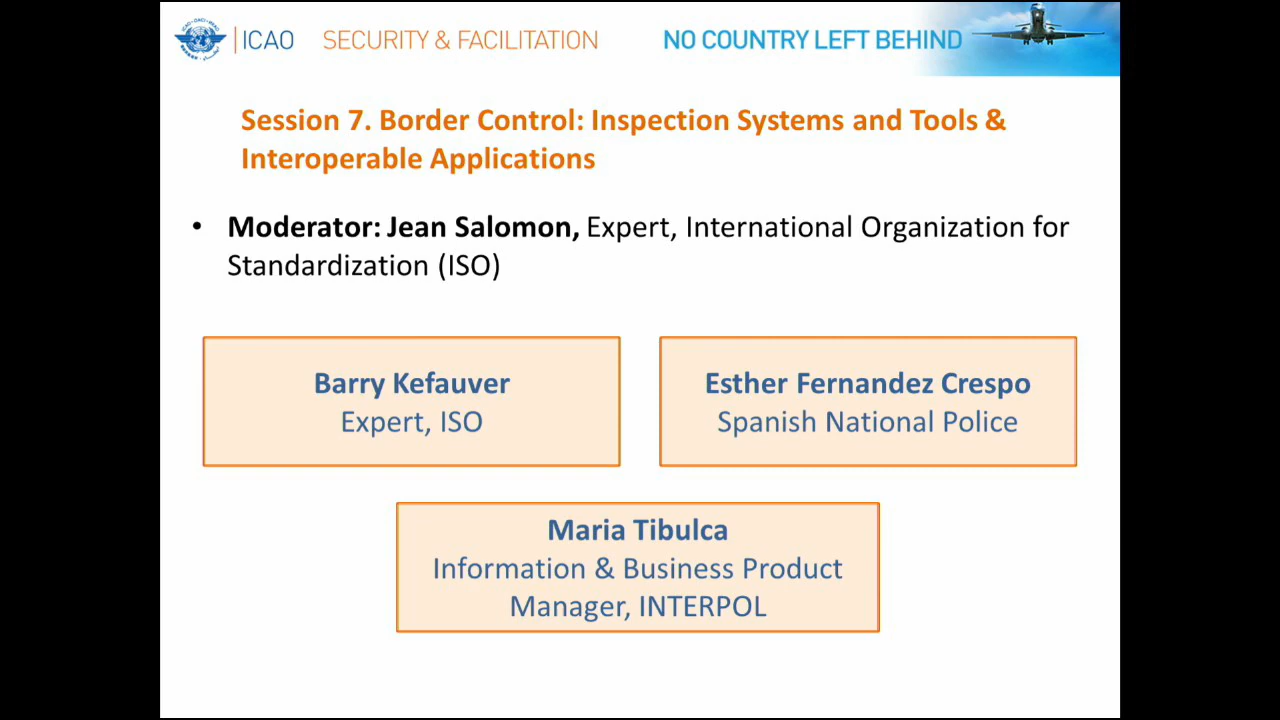 ICAO SECURITY & FACILITATION NO COUNTRY LEFT BEHIND
Session 7. Border Control: Inspection Systems and Tools &
Interoperable Applications
• Moderator: Jean Salomon, Expert, International Organization for
Standardization (ISO)
Barry Kefauver
Expert, ISO
Esther Fernandez Crespo
Spanish National Police
Maria Tibulca
Information & Business Product
Manager, INTERPOL